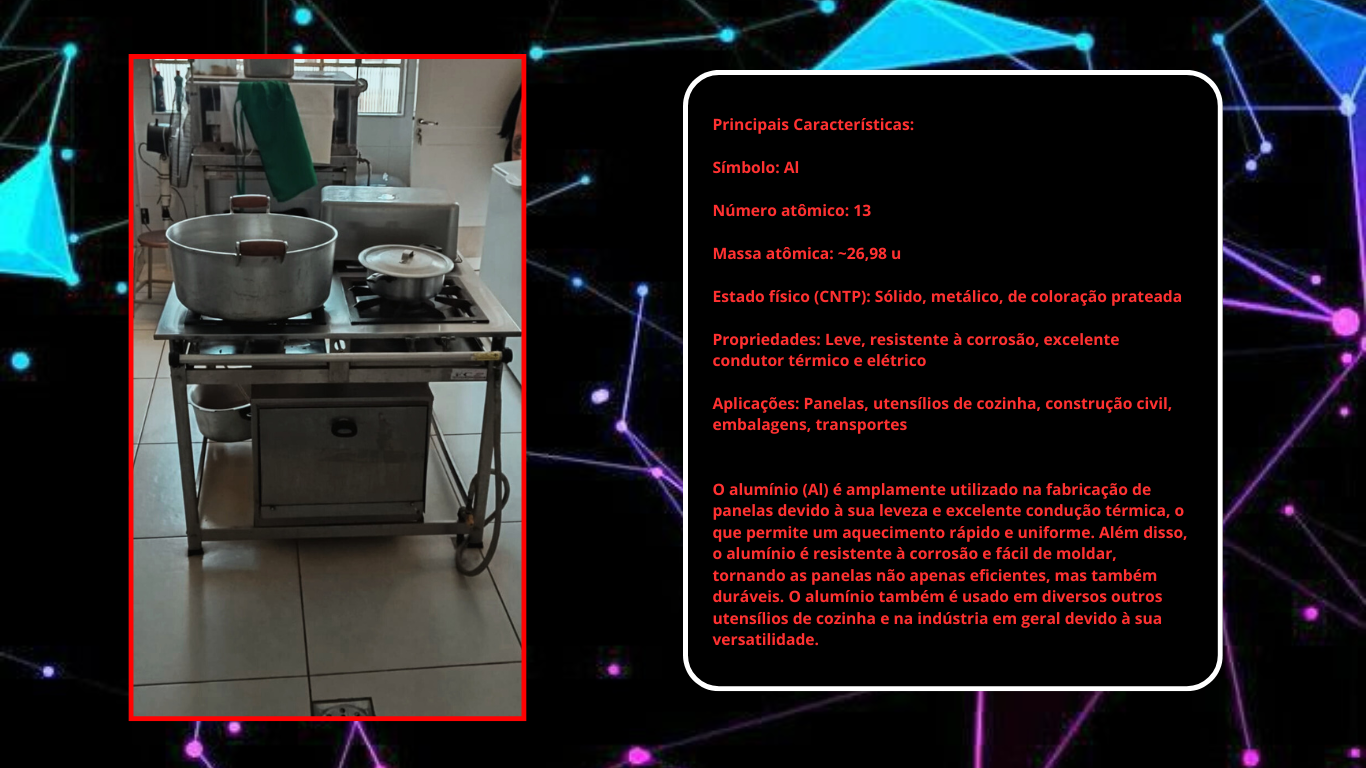 Principais Características:
Símbolo: Al
Número atômico: 13
Massa atômica: ~26,98 u
Estado físico (CNTP): Sólido, metálico, de coloração prateada
Propriedades: Leve, resistente à corrosão, excelente
condutor térmico e elétrico
Aplicações: Panelas, utensílios de cozinha, construção civil,
embalagens, transportes
O alumínio (Al) é amplamente utilizado na fabricação de
panelas devido à sua leveza e excelente condução térmica, o
que permite um aquecimento rápido e uniforme. Além disso,
o alumínio é resistente à corrosão e fácil de moldar,
tornando as panelas não apenas eficientes, mas também
duráveis. O alumínio também é usado em diversos outros
utensílios de cozinha e na indústria em geral devido à sua
versatilidade.